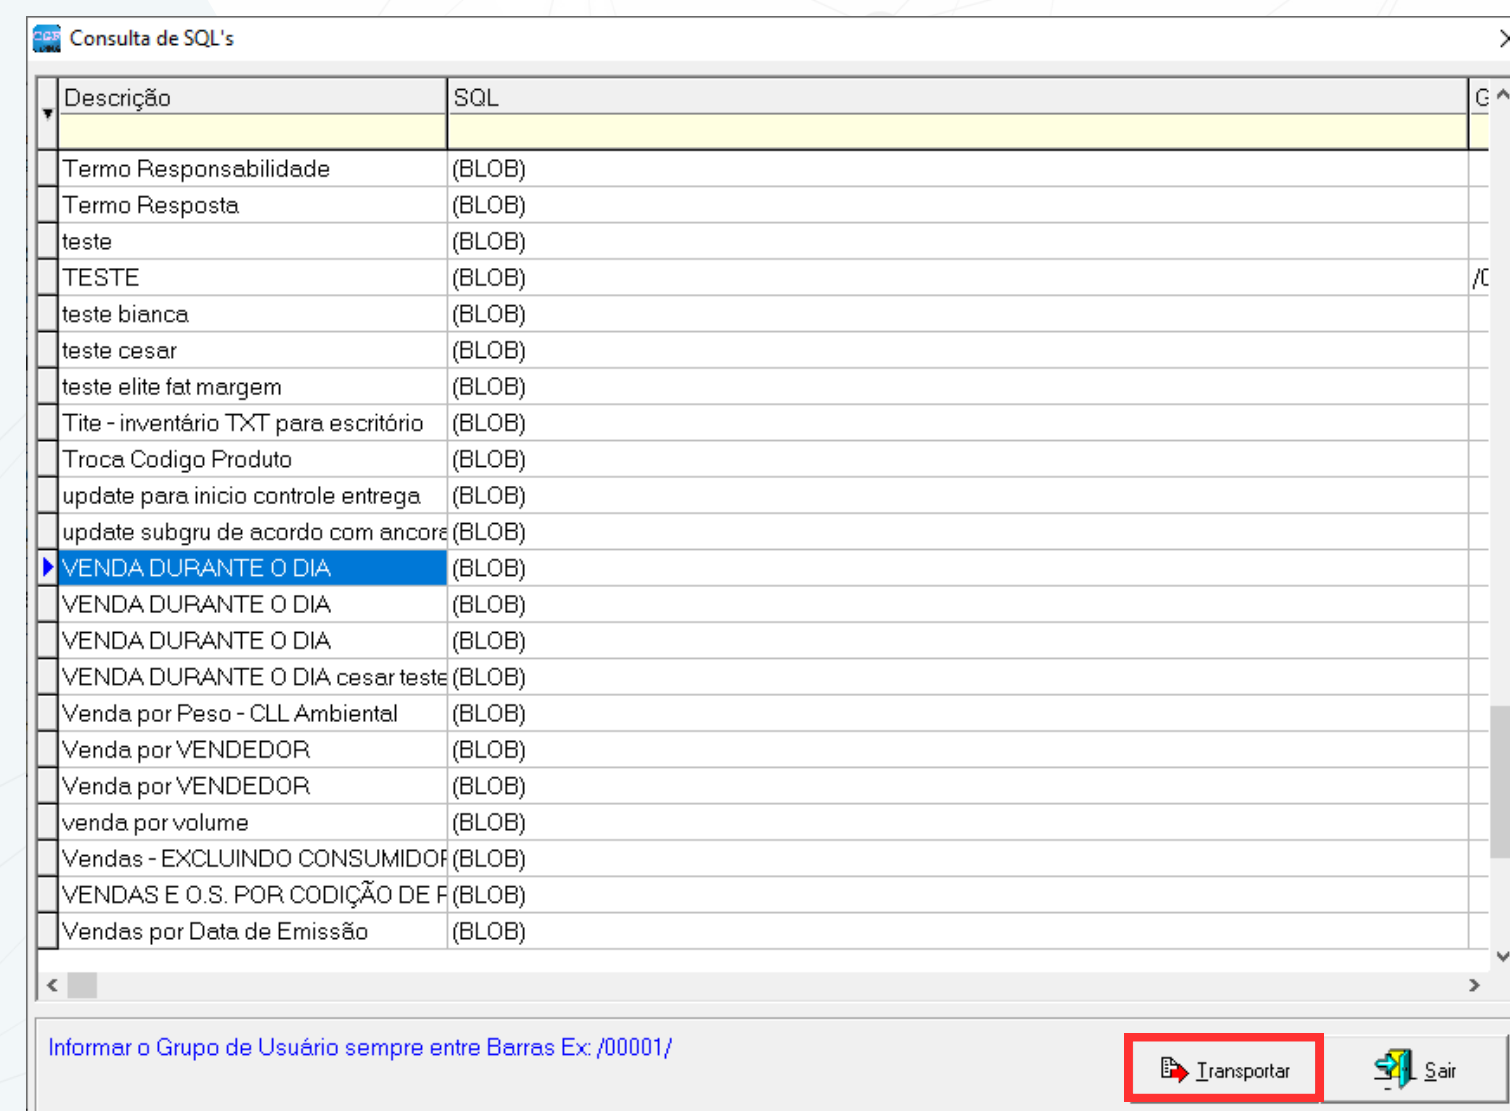 CGF
Consulta de SQL's
Descrição SQL G
Termo Responsabilidade (BLOB)
Termo Resposta (BLOB)
teste (BLOB)
TESTE (BLOB) /0
teste bianca (BLOB)
teste cesar (BLOB)
teste elite fat margem (BLOB)
Tite - inventário TXT para escritório (BLOB)
Troca Codigo Produto (BLOB)
update para inicio controle entrega (BLOB)
update subgru de acordo com ancora (BLOB)
VENDA DURANTE O DIA (BLOB)
VENDA DURANTE O DIA (BLOB)
VENDA DURANTE O DIA (BLOB)
VENDA DURANTE O DIA cesar teste (BLOB)
Venda por Peso - CLL Ambiental (BLOB)
Venda por VENDEDOR (BLOB)
Venda por VENDEDOR (BLOB)
venda por volume (BLOB)
Vendas - EXCLUINDO CONSUMIDOR (BLOB)
VENDAS E O.S. POR CODIÇÃO DE P (BLOB)
Vendas por Data de Emissão (BLOB)
Informar o Grupo de Usuário sempre entre Barras Ex: /00001/
Transportar
Sair